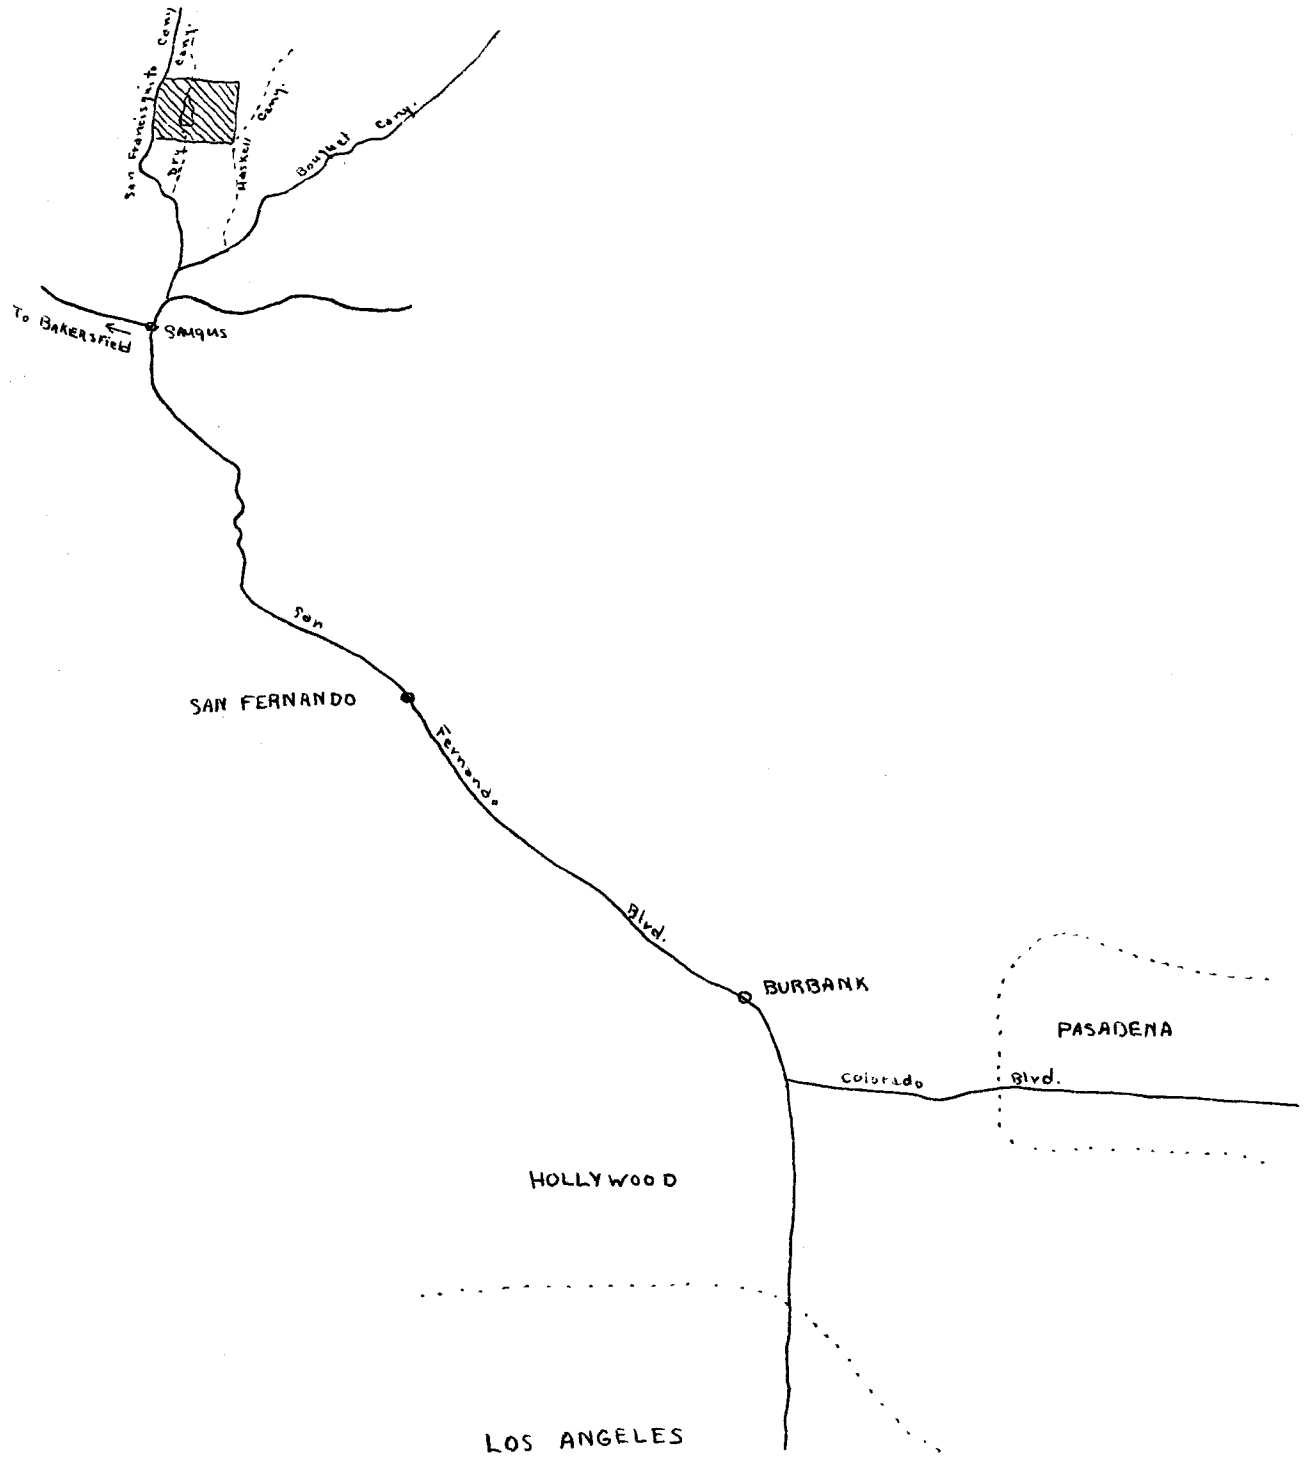 San Francisquito Cany
Dry Cany.
Haskell Cany.
Bouquet Cany.
To BAKERSField
SAUGUS
San Fernando Blvd.
SAN FERNANDO
BURBANK
PASADENA
Colorado Blvd.
HOLLYWOOD
LOS ANGELES